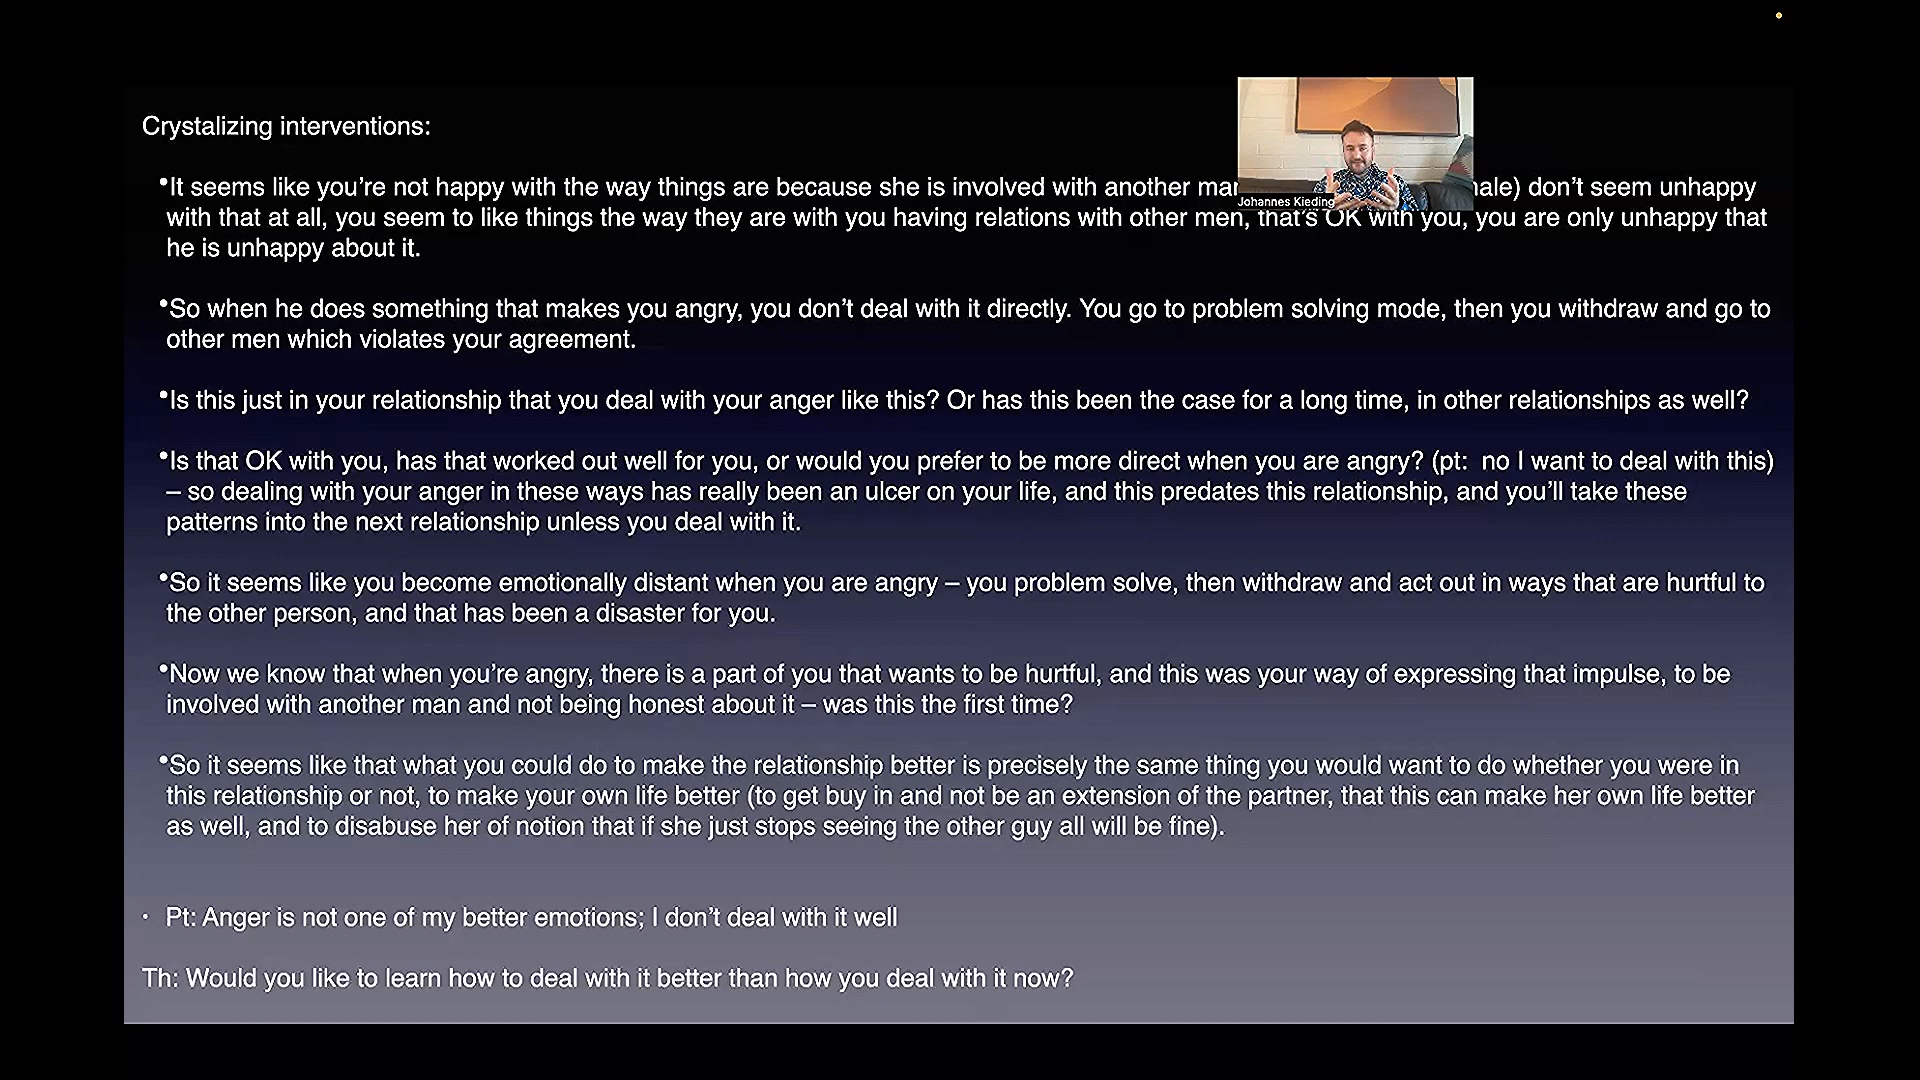 Crystalizing interventions:
•It seems like you’re not happy with the way things are because she is involved with another don’t seem unhappy
with that at all, you seem to like things the way they are with you having relations with other men, that’s OK with you, you are only unhappy that
he is unhappy about it.
•So when he does something that makes you angry, you don’t deal with it directly. You go to problem solving mode, then you withdraw and go to
other men which violates your agreement.
•Is this just in your relationship that you deal with your anger like this? Or has this been the case for a long time, in other relationships as well?
•Is that OK with you, has that worked out well for you, or would you prefer to be more direct when you are angry? (pt:  no I want to deal with this)
– so dealing with your anger in these ways has really been an ulcer on your life, and this predates this relationship, and you’ll take these
patterns into the next relationship unless you deal with it.
•So it seems like you become emotionally distant when you are angry – you problem solve, then withdraw and act out in ways that are hurtful to
the other person, and that has been a disaster for you.
•Now we know that when you’re angry, there is a part of you that wants to be hurtful, and this was your way of expressing that impulse, to be
involved with another man and not being honest about it – was this the first time?
•So it seems like that what you could do to make the relationship better is precisely the same thing you would want to do whether you were in
this relationship or not, to make your own life better (to get buy in and not be an extension of the partner, that this can make her own life better
as well, and to disabuse her of notion that if she just stops seeing the other guy all will be fine).
· Pt: Anger is not one of my better emotions; I don’t deal with it well
Th: Would you like to learn how to deal with it better than how you deal with it now?
Johannes Kieding